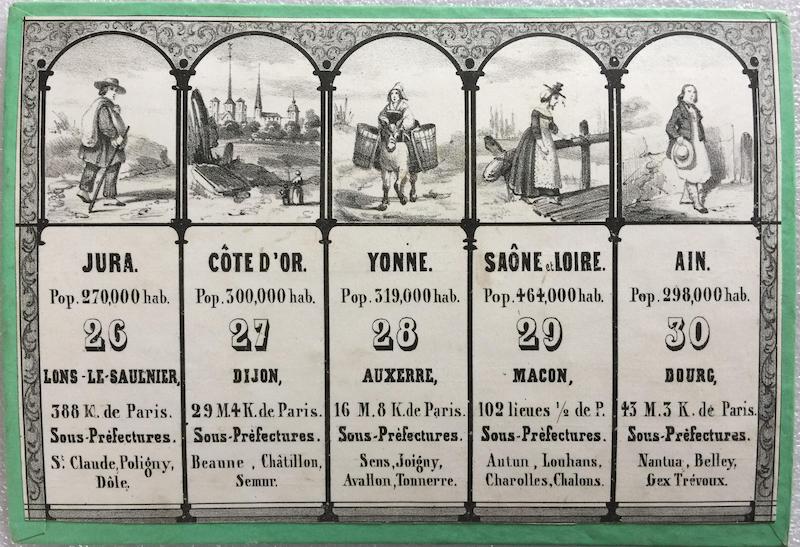 JURA.
Pop. 270,000 hab.
26
LONS-LE-SAULNIER,
388 K. de Paris.
Sous-Préfectures.
St Claude, Poligny,
Dôle.
CÔTE D'OR.
Pop. 300,000 hab.
27
DIJON,
29 M4 K. de Paris.
Sous-Préfectures.
Beaune, Châtillon,
Semur.
YONNE.
Pop. 319,000 hab.
28
AUXERRE,
16 M. 8 K. de Paris.
Sous-Préfectures.
Sens, Joigny,
Avallon, Tonnerre.
SAÔNE et LOIRE.
Pop. 464,000 hab.
29
MACON,
102 lieues ½ de P.
Sous-Préfectures.
Autun, Louhans,
Charolles, Chalons.
AIN.
Pop. 298,000 hab.
30
BOURG,
43 M. 3 K. de Paris.
Sous-Préfectures.
Nantua, Belley,
Gex Trévoux.